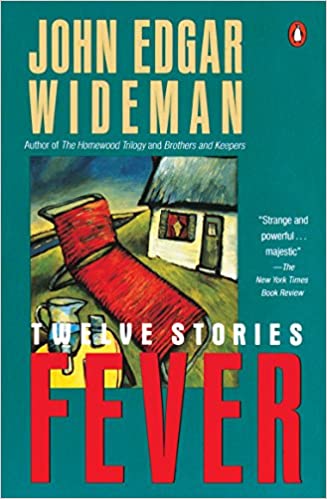 JOHN EDGAR
WIDEMAN
Author of The Homewood Trilogy and Brothers and Keepers
"Strange and
powerful . . .
majestic"
—The
New York Times
Book Review
TWELVE STORIES
FEVER